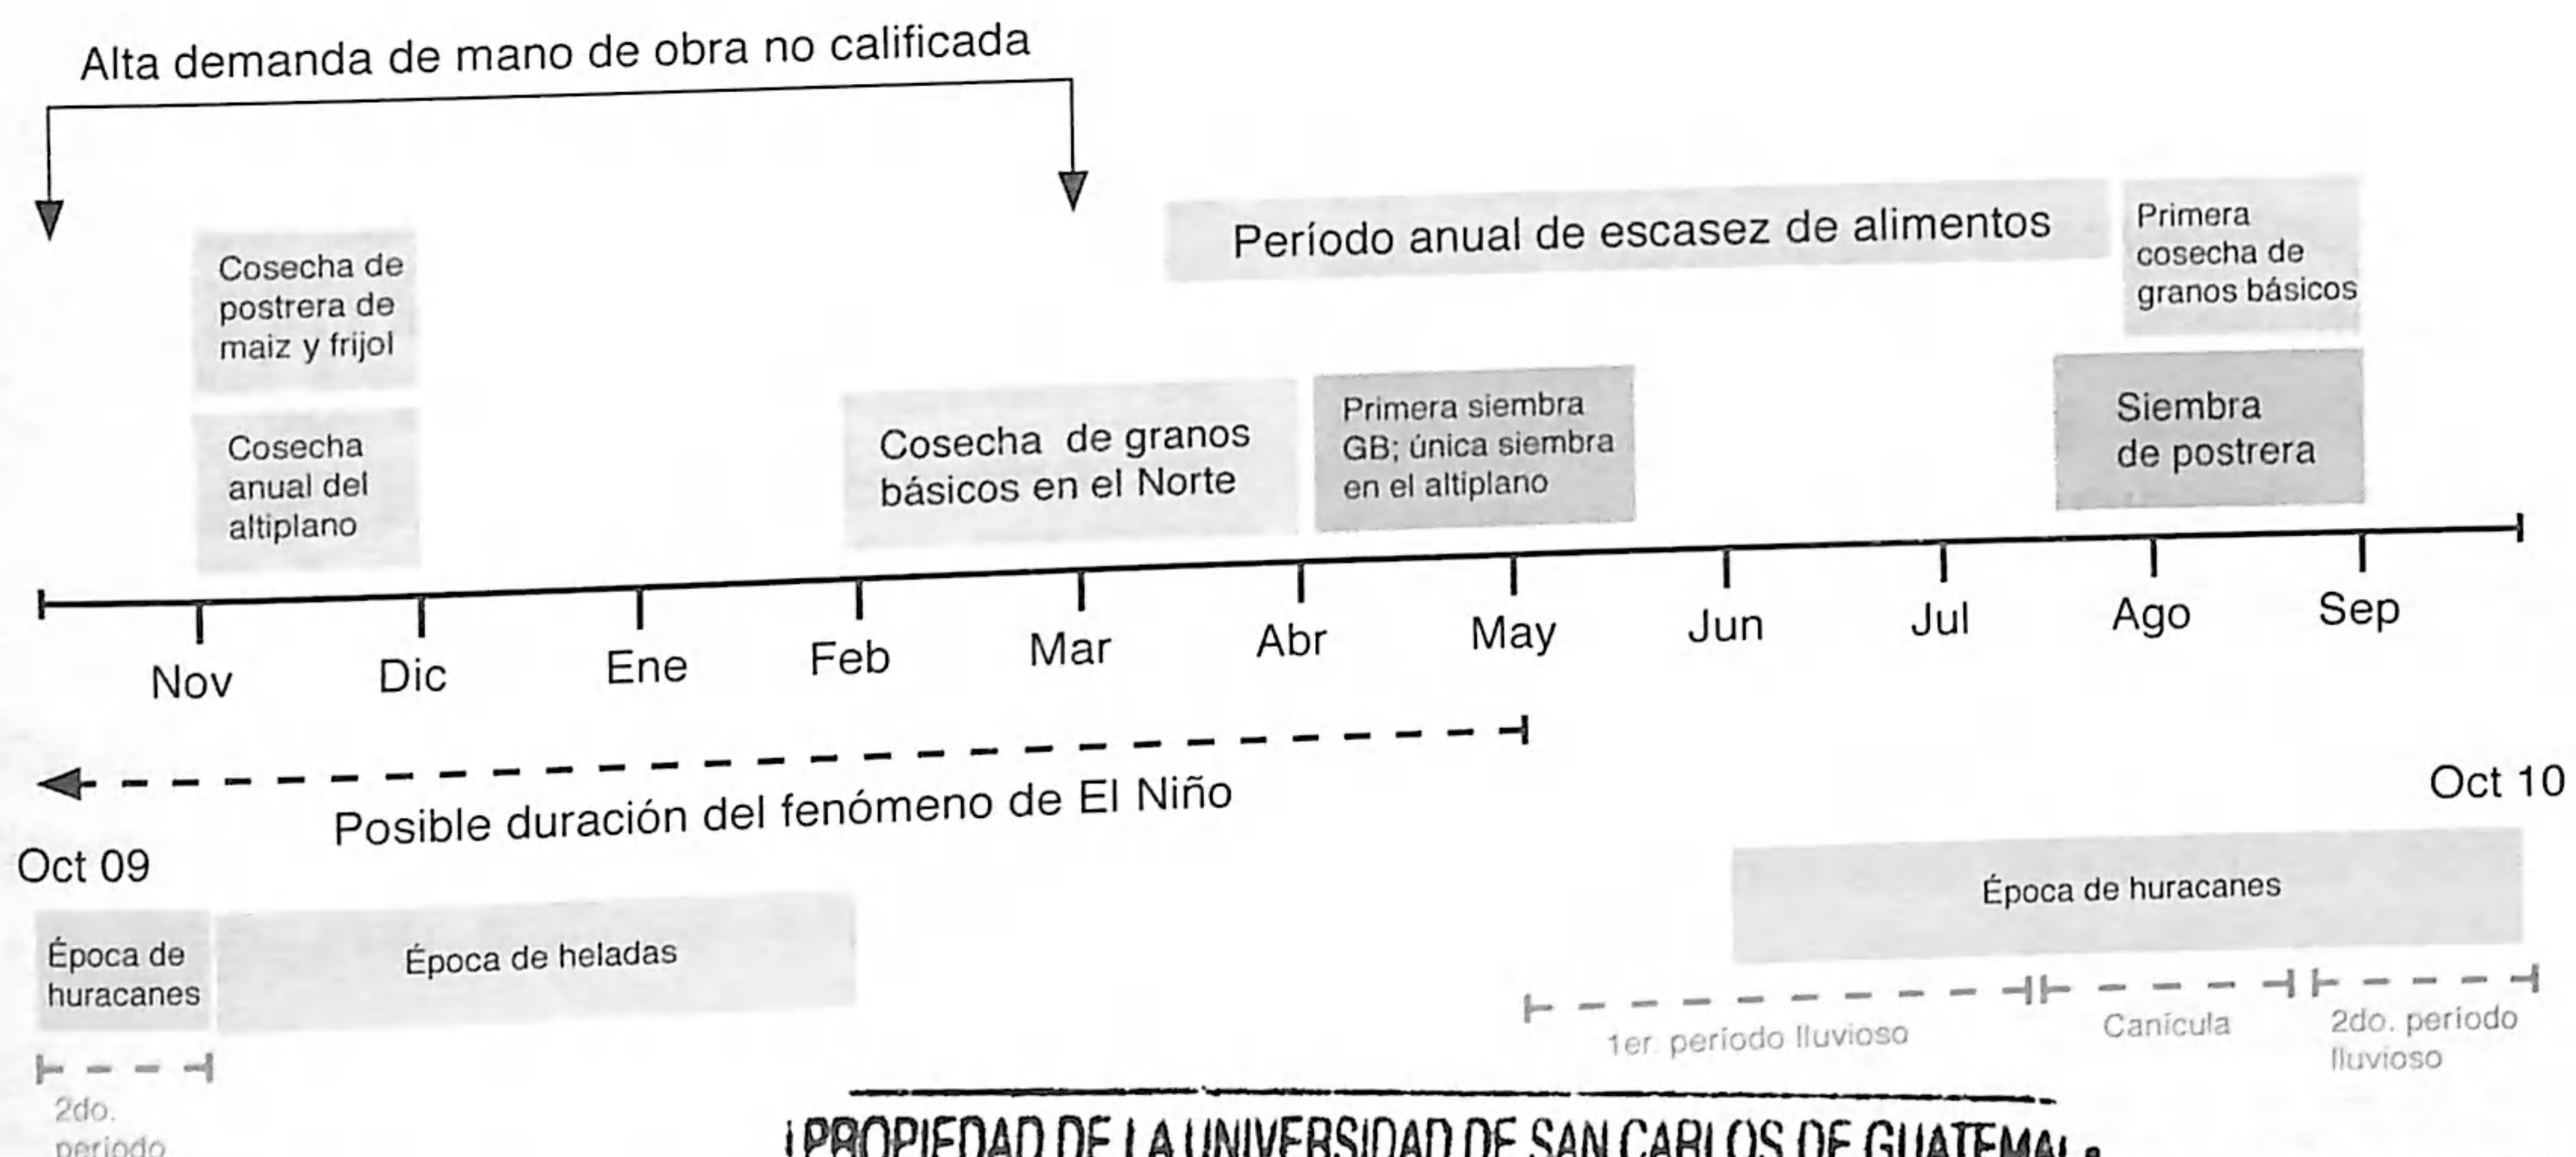 Alta demanda de mano de obra no calificada
Período anual de escasez de alimentos
Primera
cosecha de
granos básicos
Cosecha de
postrera de
maiz y frijol
Cosecha
anual del
altiplano
Cosecha de granos
básicos en el Norte
Primera siembra
GB; única siembra
en el altiplano
Siembra
de postrera
Nov
Dic
Ene
Feb
Mar
Abr
May
Jun
Jul
Ago
Sep
Posible duración del fenómeno de El Niño
Oct 09
Oct 10
Época de
huracanes
Época de heladas
Época de huracanes
1er. período lluvioso
Canícula
2do. período
lluvioso
2do.
período
PROPIEDAD DE LA UNIVERSIDAD DE SAN CARLOS DE GUATEMALA